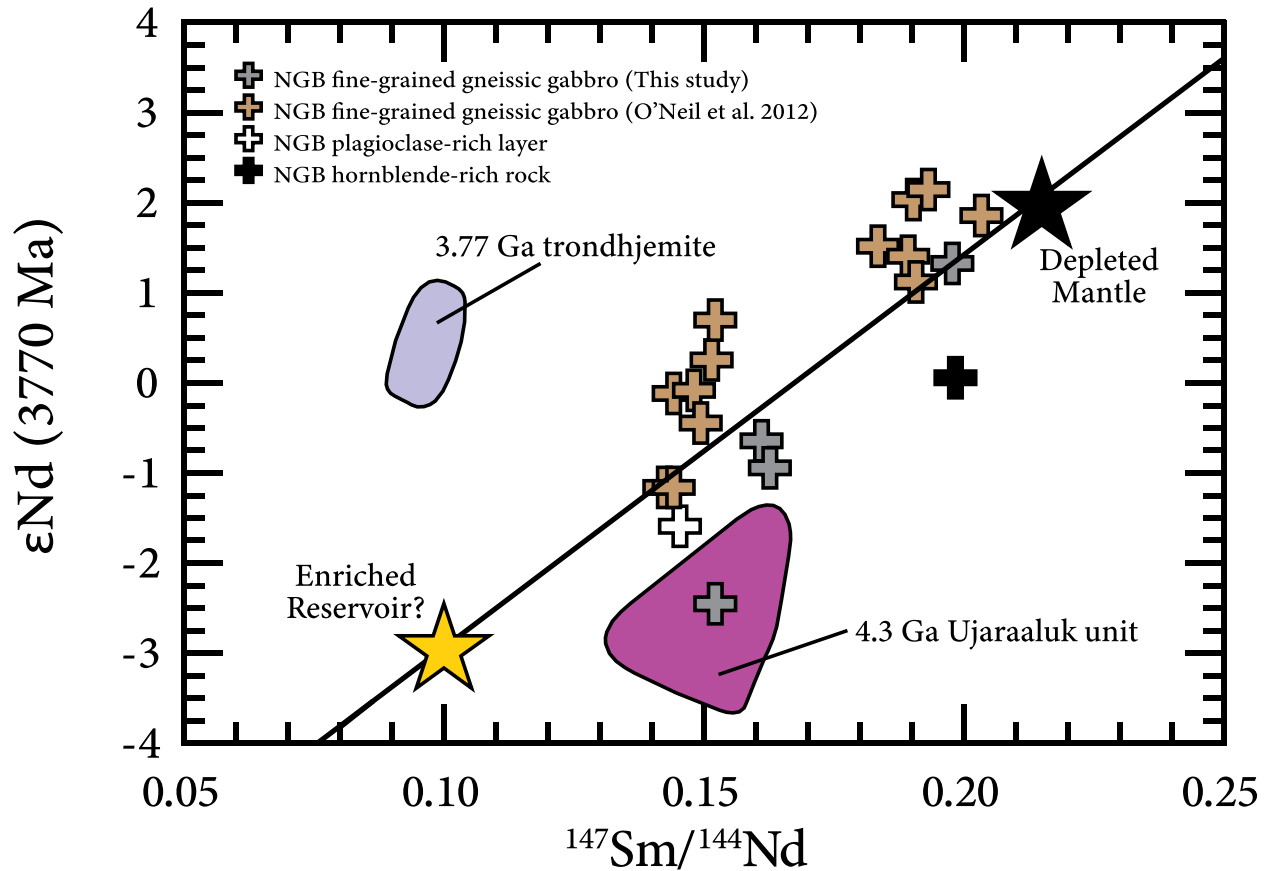 4
3
2
1
0
-1
-2
-3
-4
εNd (3770 Ma)
NGB fine-grained gneissic gabbro (This study)
NGB fine-grained gneissic gabbro (O’Neil et al. 2012)
NGB plagioclase-rich layer
NGB hornblende-rich rock
3.77 Ga trondhjemite
Depleted
Mantle
Enriched
Reservoir?
4.3 Ga Ujaraaluk unit
0.05 0.10 0.15 0.20 0.25
¹⁴⁷Sm/¹⁴⁴Nd